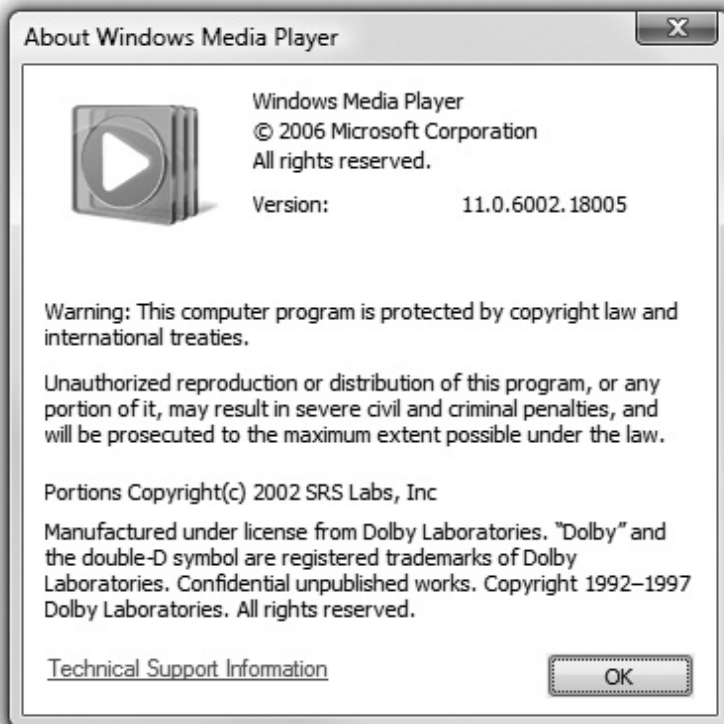 About Windows Media Player
Windows Media Player
© 2006 Microsoft Corporation
All rights reserved.
Version: 11.0.6002.18005
Warning: This computer program is protected by copyright law and
international treaties.
Unauthorized reproduction or distribution of this program, or any
portion of it, may result in severe civil and criminal penalties, and
will be prosecuted to the maximum extent possible under the law.
Portions Copyright(c) 2002 SRS Labs, Inc
Manufactured under license from Dolby Laboratories. “Dolby” and
the double-D symbol are registered trademarks of Dolby
Laboratories. Confidential unpublished works. Copyright 1992–1997
Dolby Laboratories. All rights reserved.
Technical Support Information
OK